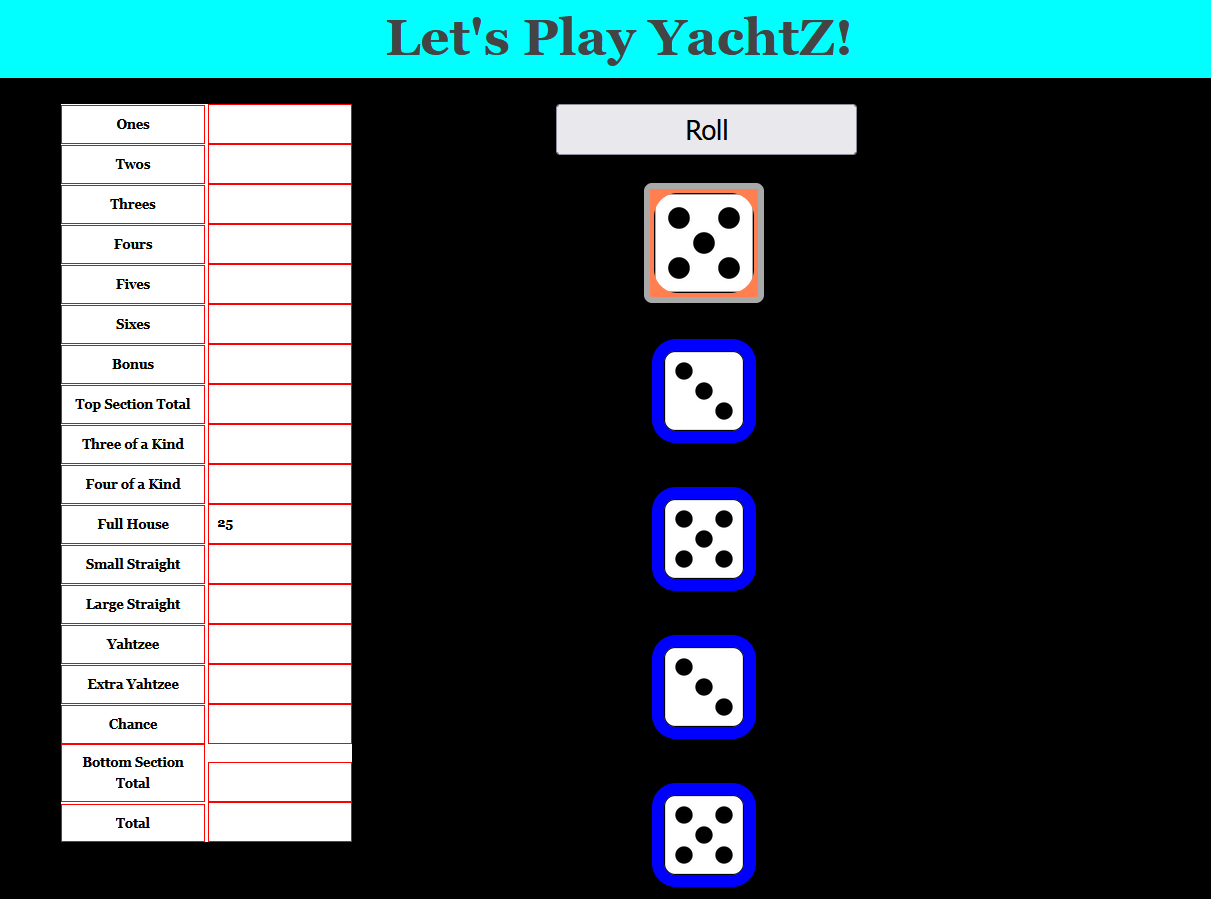 Let's Play YachtZ!
Ones
Twos
Threes
Fours
Fives
Sixes
Bonus
Top Section Total
Three of a Kind
Four of a Kind
Full House 25
Small Straight
Large Straight
Yahtzee
Extra Yahtzee
Chance
Bottom Section
Total
Total
Roll